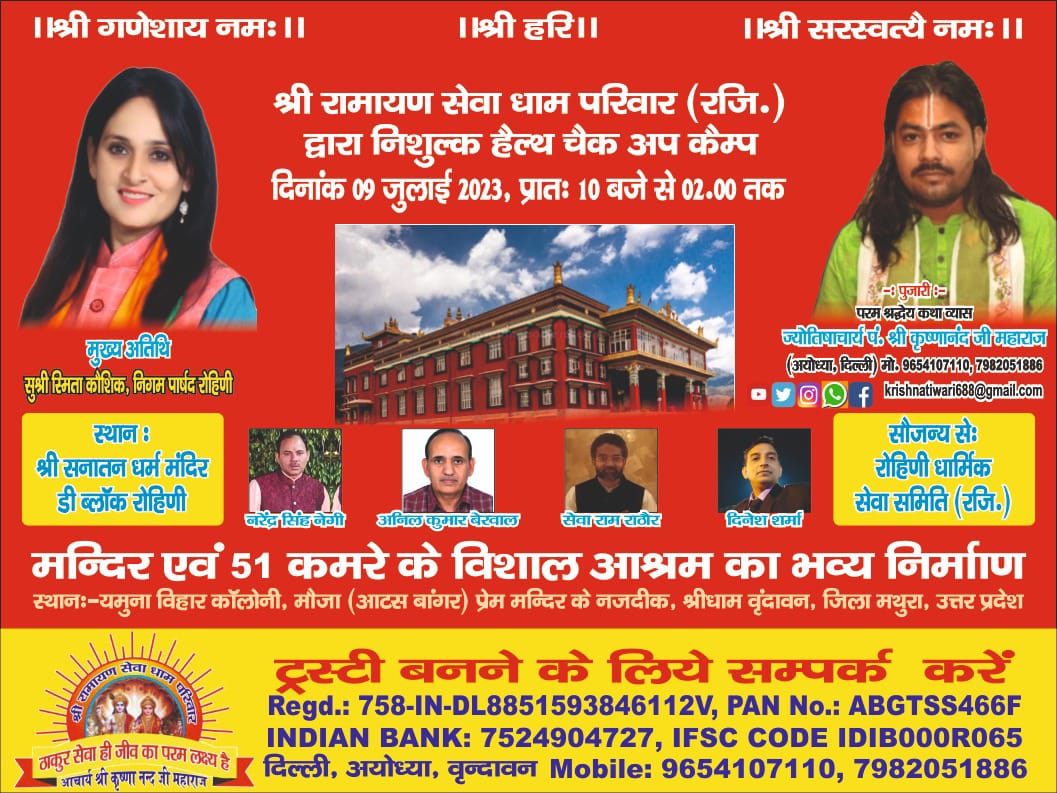 ।।श्री गणेशाय नमः।।
।।श्री हरि।।
।।श्री सरस्वत्यै नमः।।
श्री रामायण सेवा धाम परिवार (रजि.)
द्वारा निशुल्क हैल्थ चैक अप कैम्प
दिनांक 09 जुलाई 2023, प्रातः 10 बजे से 02.00 तक
मुख्य अतिथि
सुश्री स्मिता कौशिक, निगम पार्षद रोहिणी
-: पुजारी :-
परम श्रद्धेय कथा व्यास
ज्योतिषाचार्य पं. श्री कृष्णानंद जी महाराज
(अयोध्या, दिल्ली) मो. 9654107110, 7982051886
krishnatiwari688@gmail.com
स्थान :
श्री सनातन धर्म मंदिर
डी ब्लॉक रोहिणी
नरेंद्र सिंह नेगी
अनिल कुमार बेरवाल
सेवा राम राठौर
दिनेश शर्मा
सौजन्य सेः
रोहिणी धार्मिक
सेवा समिति (रजि.)
मन्दिर एवं 51 कमरे के विशाल आश्रम का भव्य निर्माण
स्थानः-यमुना विहार कॉलोनी, मौजा (आटस बांगर) प्रेम मन्दिर के नजदीक, श्रीधाम वृंदावन, जिला मथुरा, उत्तर प्रदेश
श्री रामायण सेवा धाम परिवार
ठाकुर सेवा ही जीव का परम लक्ष्य है
आचार्य श्री कृष्णा नन्द जी महाराज
ट्रस्टी बनने के लिये सम्पर्क करें
Regd.: 758-IN-DL8851593846112V, PAN No.: ABGTSS466F
INDIAN BANK: 7524904727, IFSC CODE IDIB000R065
दिल्ली, अयोध्या, वृन्दावन Mobile: 9654107110, 7982051886